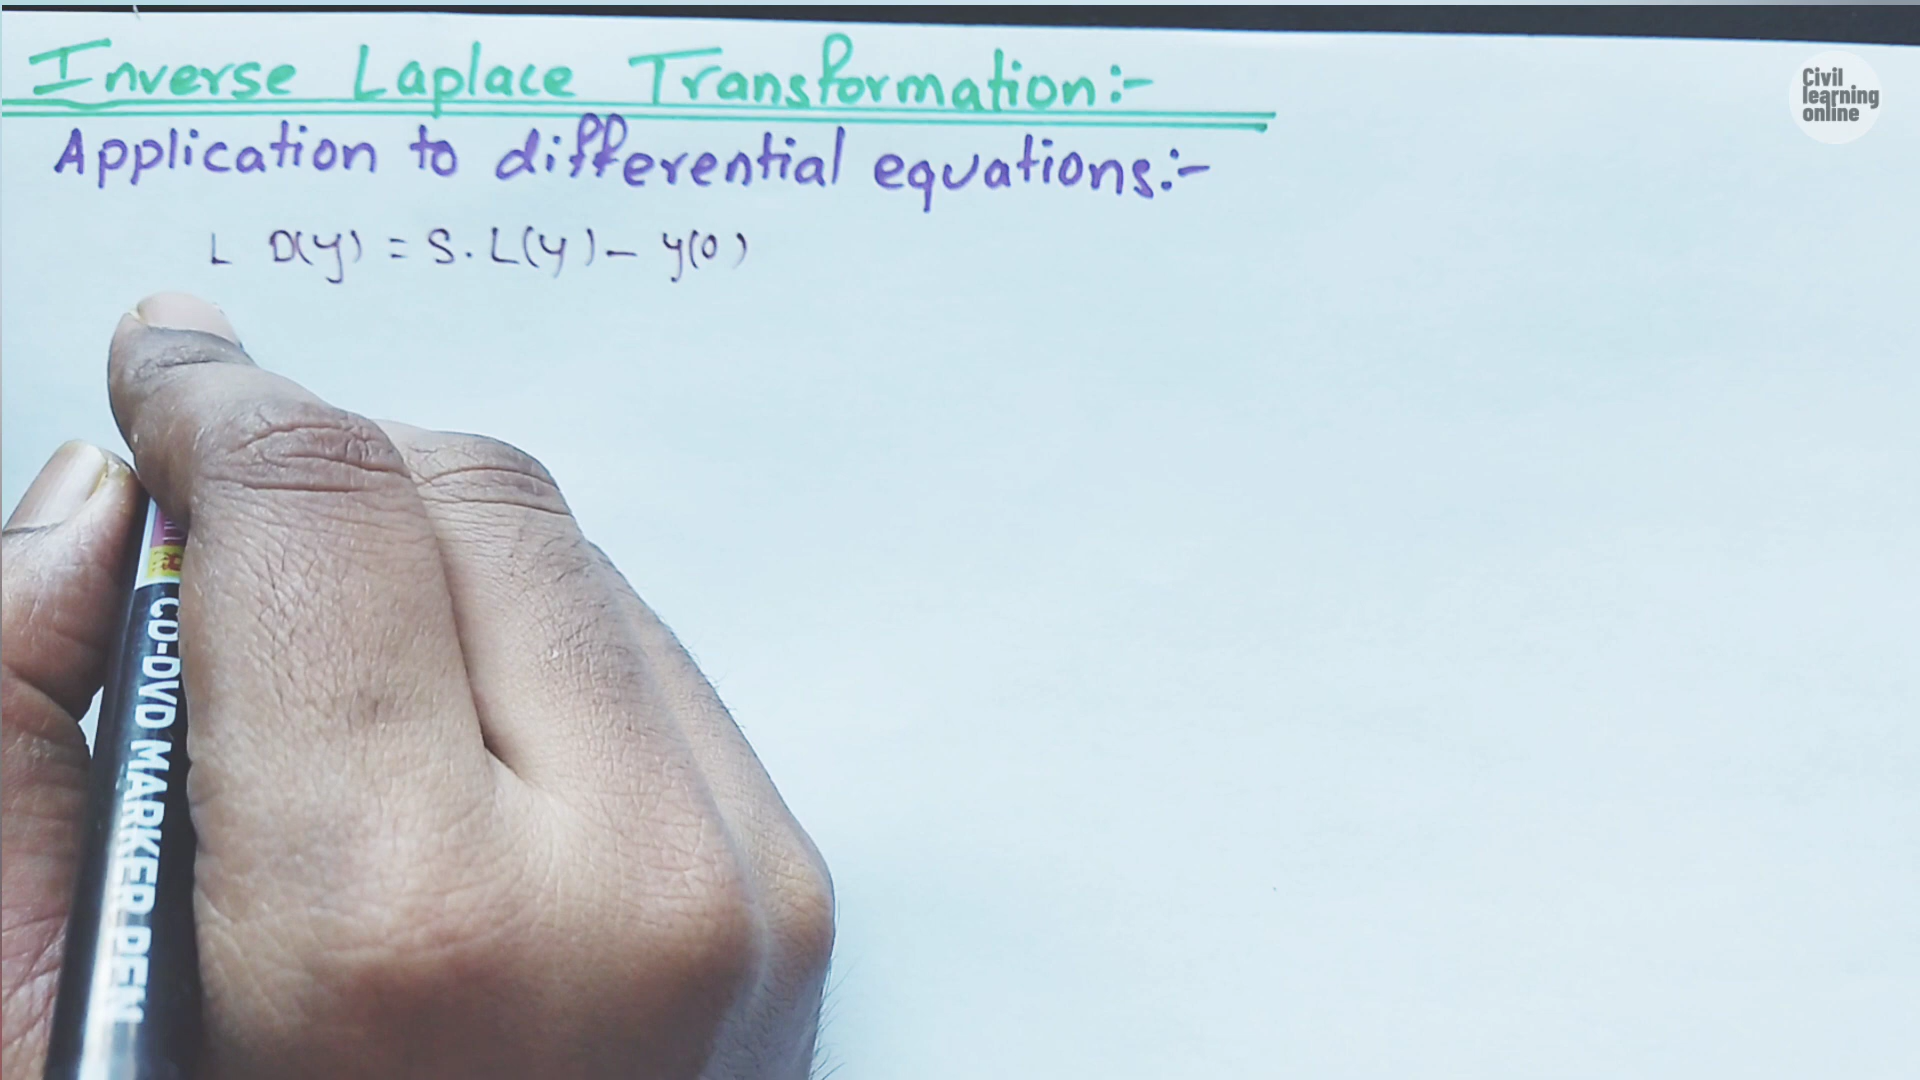 Inverse Laplace Transformation:-
Application to differential equations:-
L D(y) = S. L(y) - y(0)
Civil
learning
online
CD-DVD MARKER PEN